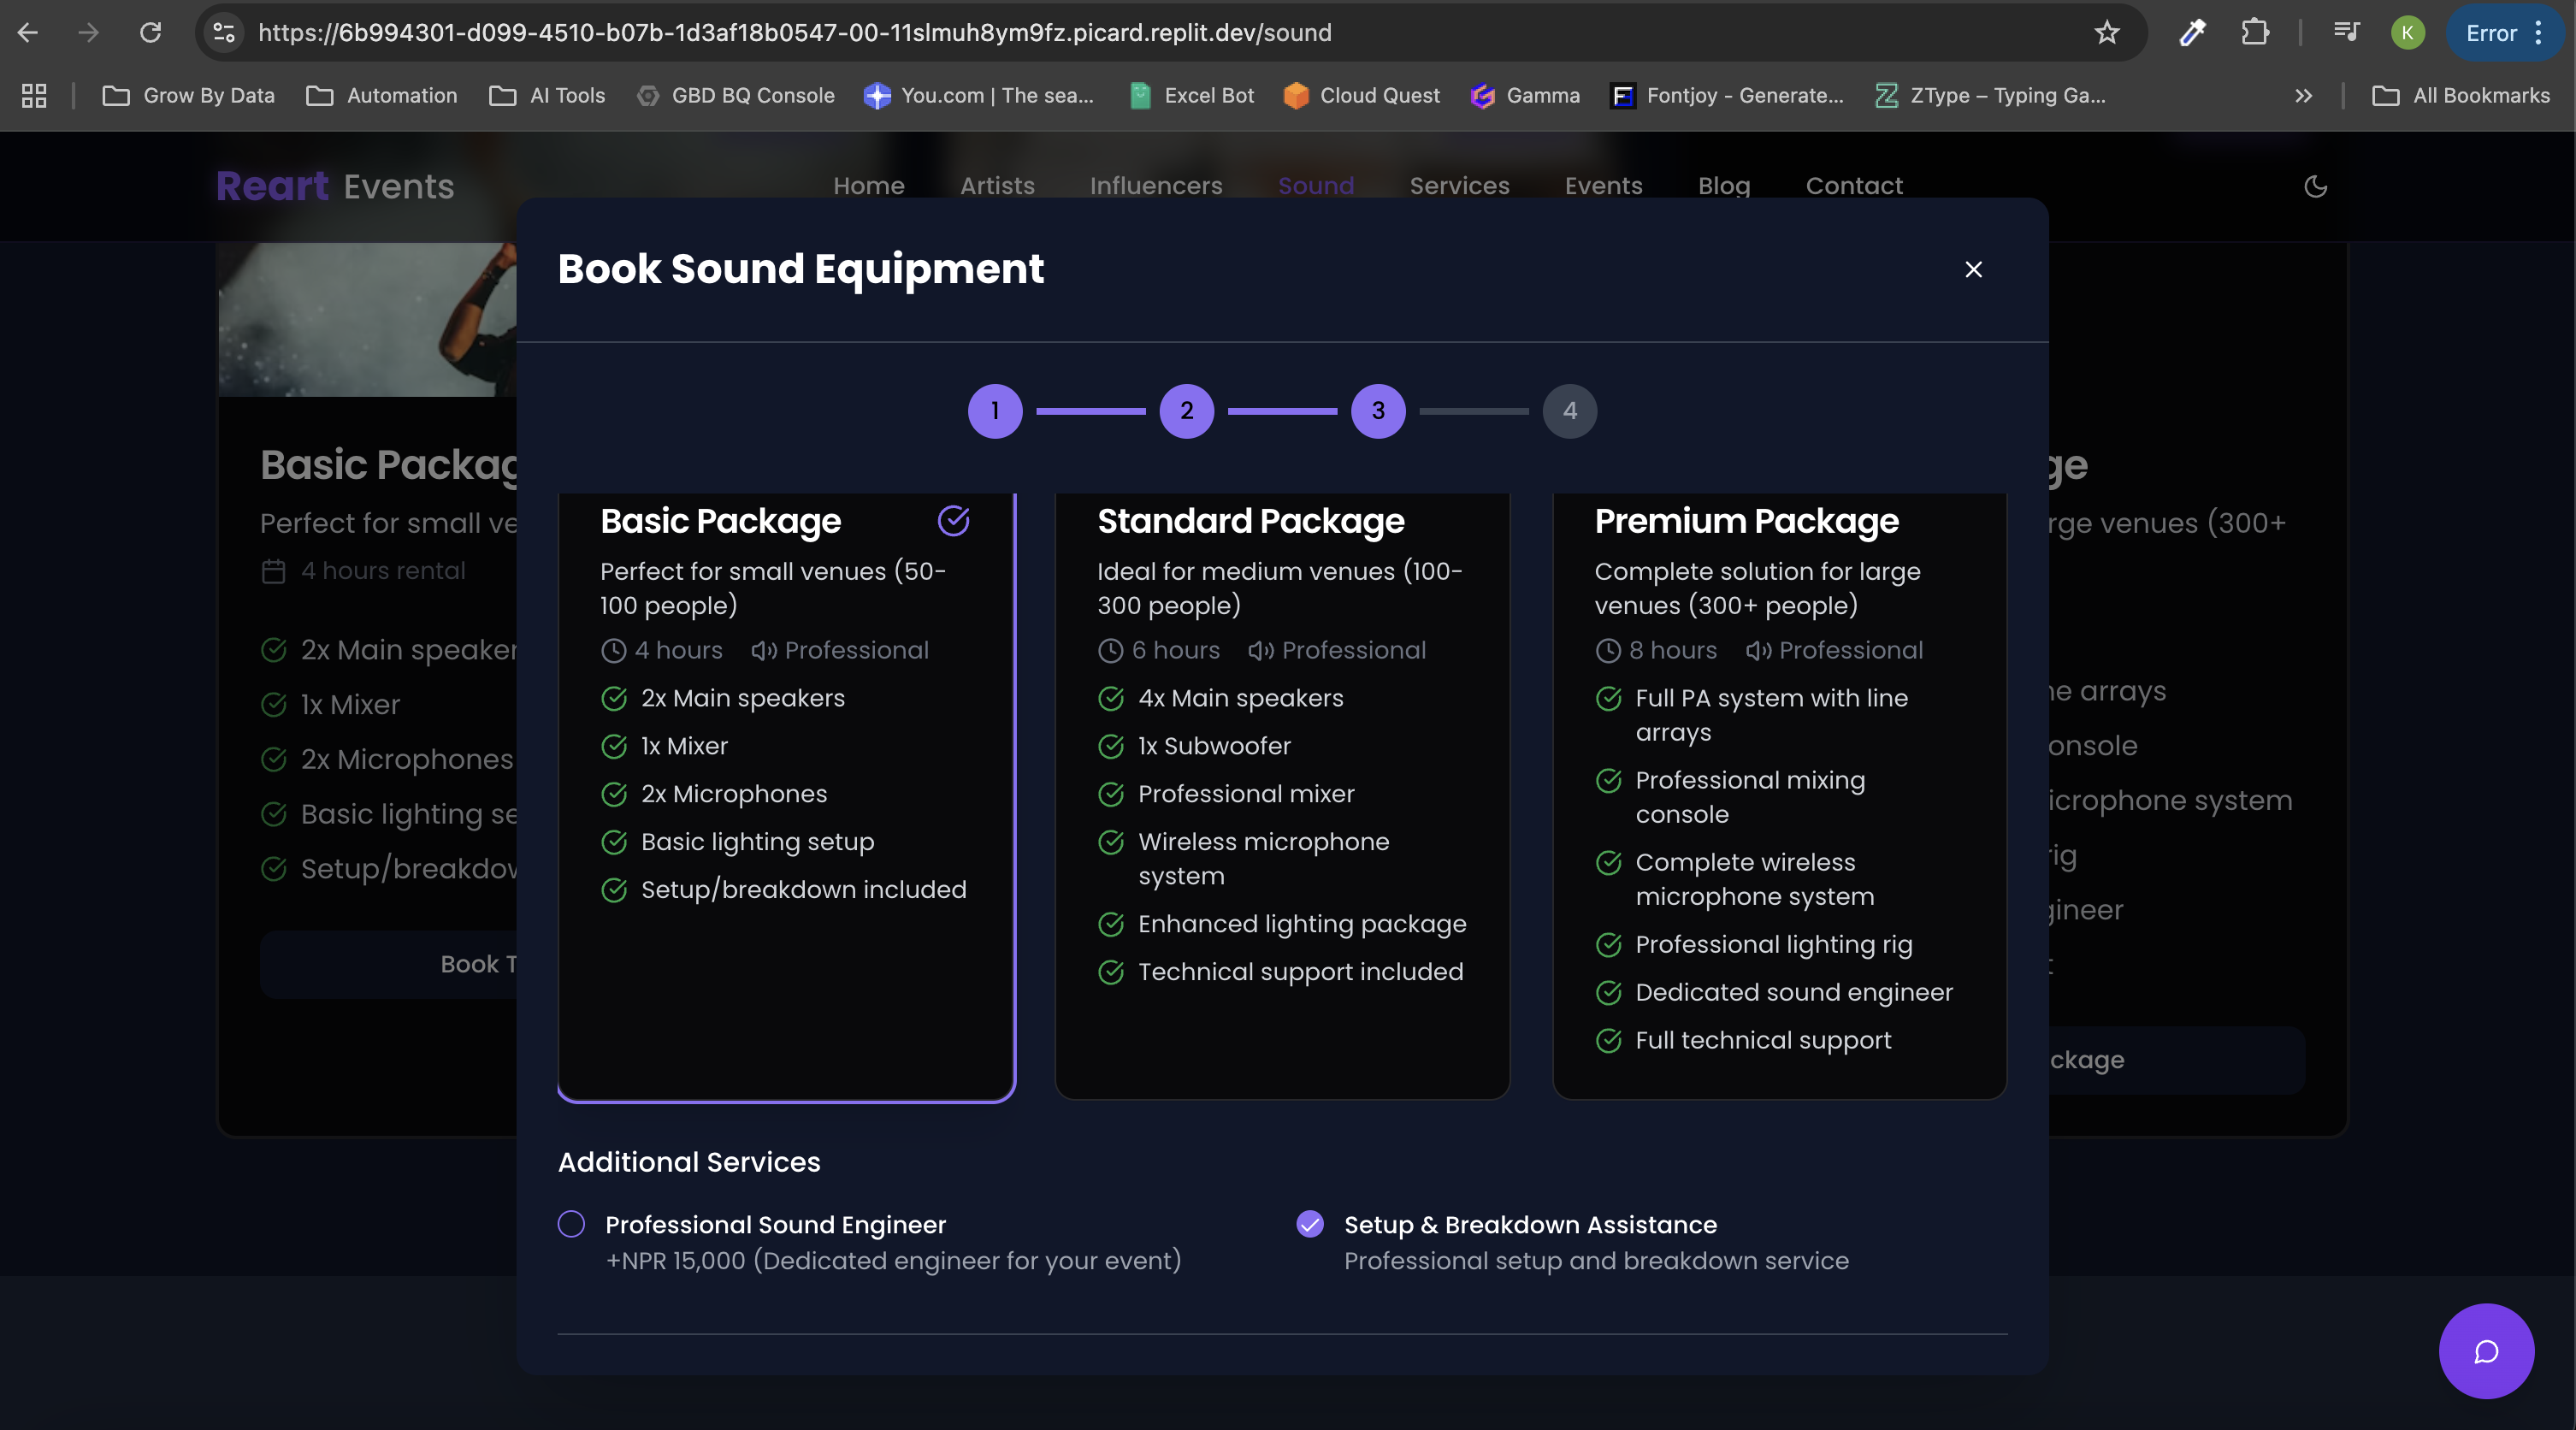 https://6b994301-d099-4510-b07b-1d3af18b0547-00-11slmuh8ym9fz.picard.replit.dev/sound
K
Error
Grow By Data
Automation
AI Tools
GBD BQ Console
You.com | The sea...
Excel Bot
Cloud Quest
Gamma
Fontjoy - Generate...
ZType – Typing Ga...
All Bookmarks
Reart Events
Home
Artists
Influencers
Sound
Services
Events
Blog
Contact
Book Sound Equipment
1
2
3
4
Basic Package
Perfect for small venues (50-
100 people)
4 hours
Professional
2x Main speakers
1x Mixer
2x Microphones
Basic lighting setup
Setup/breakdown included
Standard Package
Ideal for medium venues (100-
300 people)
6 hours
Professional
4x Main speakers
1x Subwoofer
Professional mixer
Wireless microphone
system
Enhanced lighting package
Technical support included
Premium Package
Complete solution for large
venues (300+ people)
8 hours
Professional
Full PA system with line
arrays
Professional mixing
console
Complete wireless
microphone system
Professional lighting rig
Dedicated sound engineer
Full technical support
Additional Services
Professional Sound Engineer
+NPR 15,000 (Dedicated engineer for your event)
Setup & Breakdown Assistance
Professional setup and breakdown service
Basic Packag
Perfect for small ve
4 hours rental
2x Main speaker
1x Mixer
2x Microphones
Basic lighting se
Setup/breakdow
Book T
ge
rge venues (300+
ne arrays
onsole
icrophone system
rig
gineer
ckage